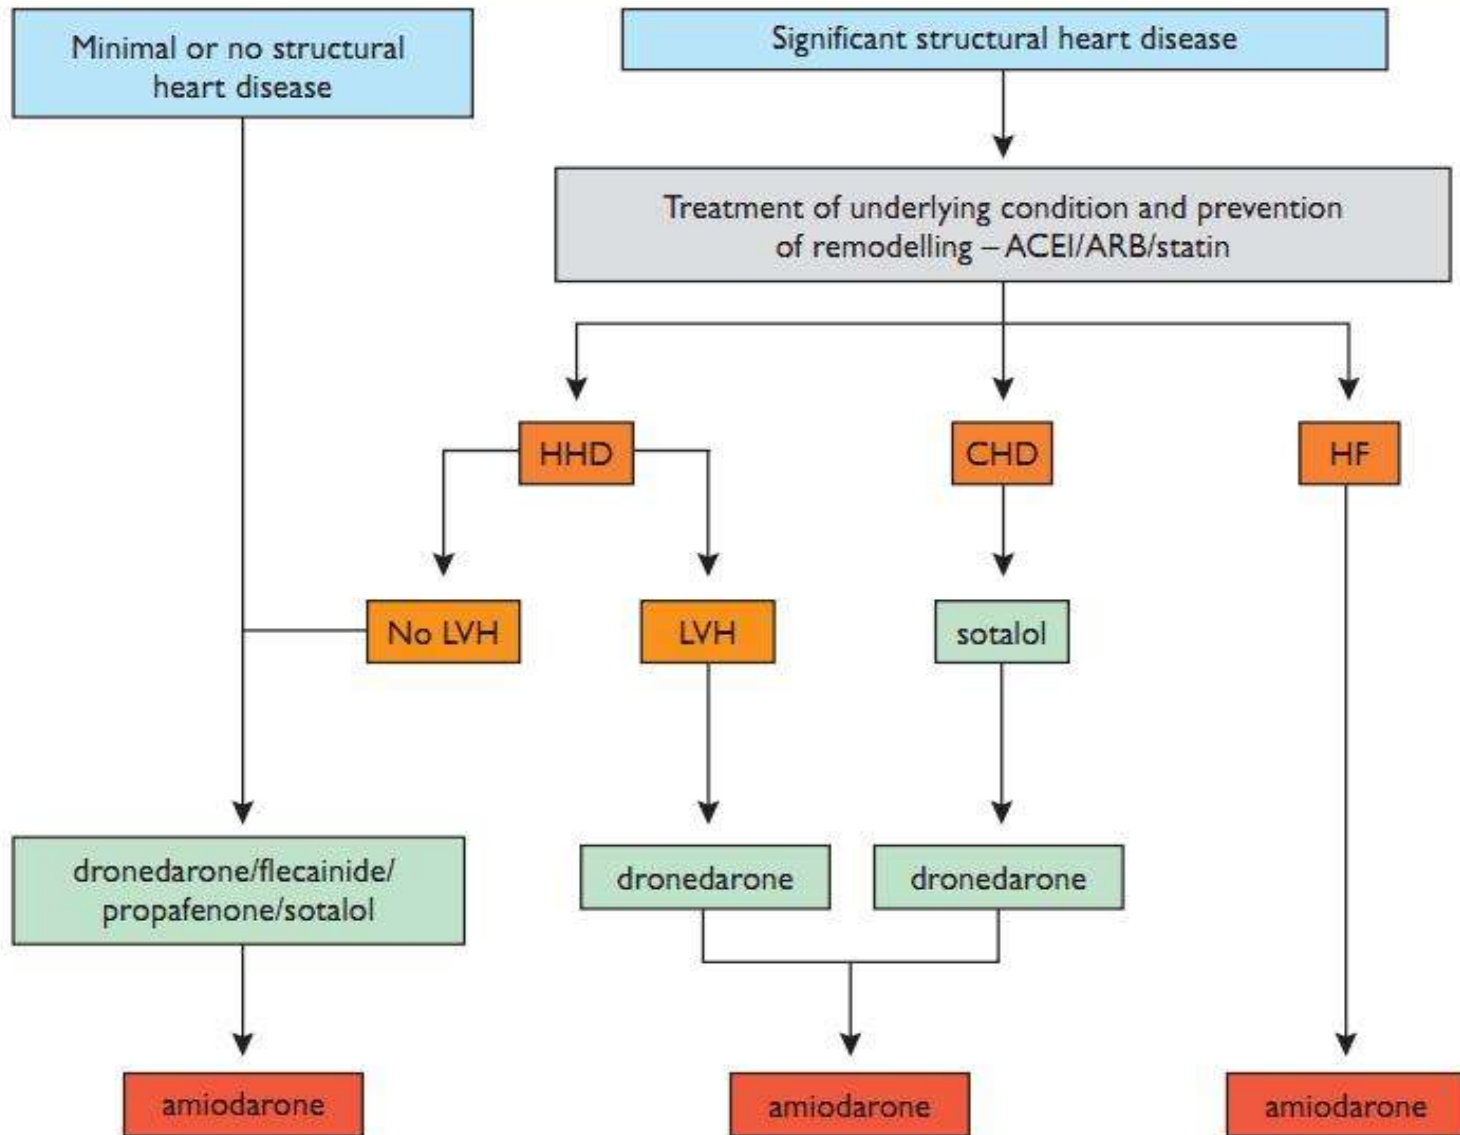 Minimal or no structural
heart disease
Significant structural heart disease
Treatment of underlying condition and prevention
of remodelling – ACEI/ARB/statin
HHD
CHD
HF
No LVH
LVH
sotalol
dronedarone/flecainide/
propafenone/sotalol
dronedarone
dronedarone
amiodarone
amiodarone
amiodarone